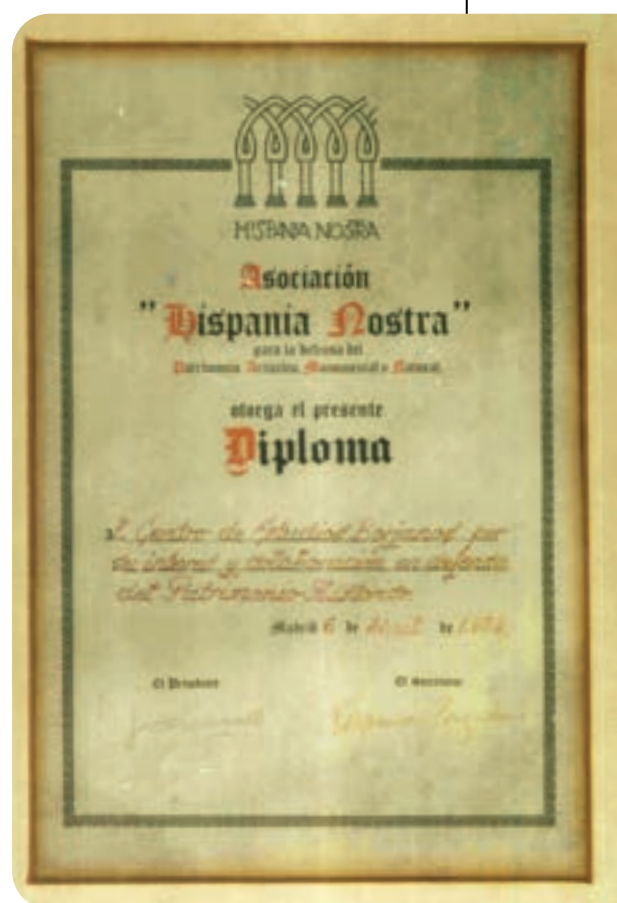 HISPANIA NOSTRA
Asociación
"Hispania Nostra"
para la defensa del
Patrimonio Monumental y Natural
otorga el presente
Diploma
al Centro de Estudios Borjanos por
su interes y colaboración en defensa
del Patrimonio Histórico
Madrid 6 de Abril de
El Presidente El Secretario